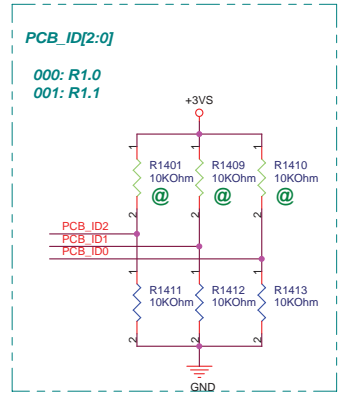 PCB_ID[2:0]
000: R1.0
001: R1.1
+3VS
1 1 1
R1401 R1409 R1410
10KOhm 10KOhm 10KOhm
@ @ @
2 2 2
PCB_ID2
PCB_ID1
PCB_ID0
1 1 1
R1411 R1412 R1413
10KOhm 10KOhm 10KOhm
2 2 2
GND